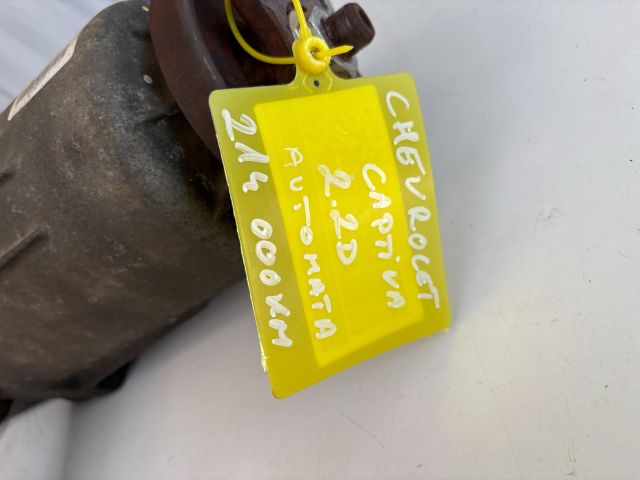 CHEVROLET
CAPTIVA
2.2D
AUTOMATA
214 000KM